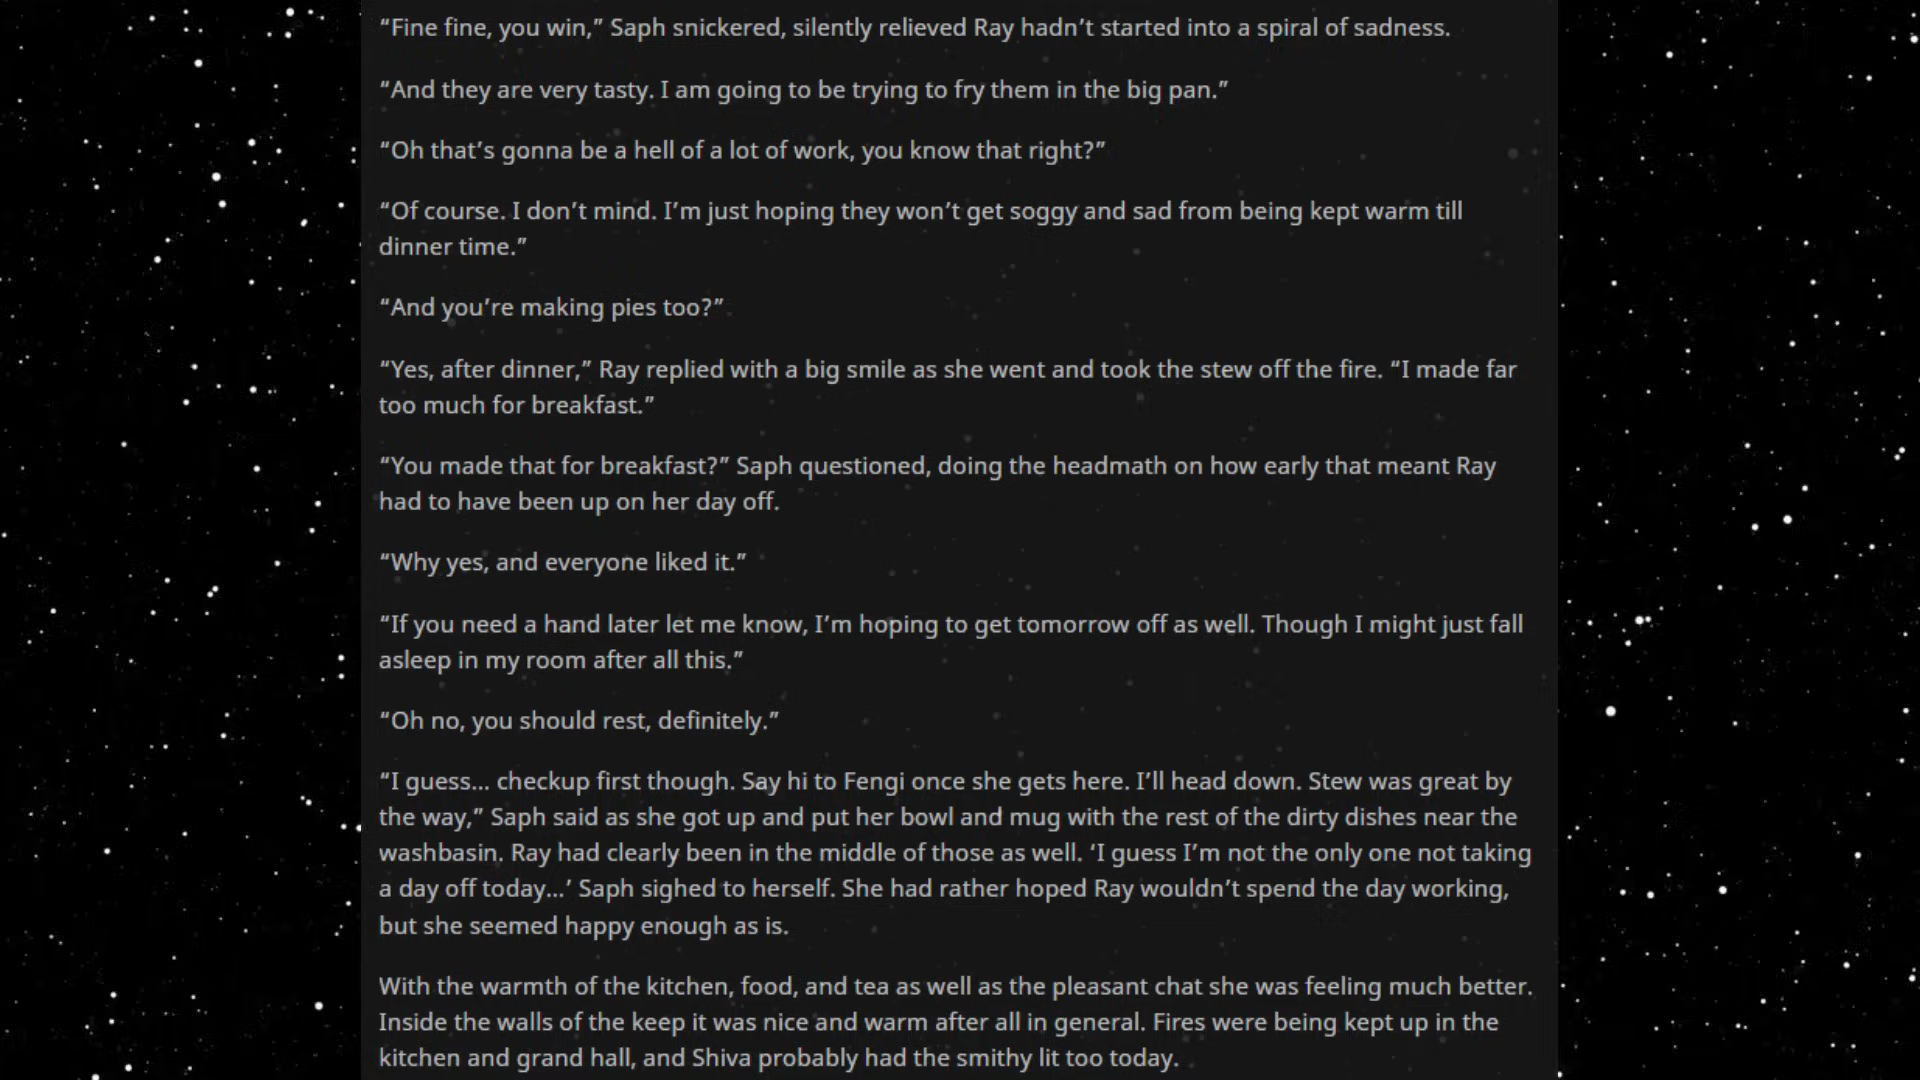 “Fine fine, you win,” Saph snickered, silently relieved Ray hadn’t started into a spiral of sadness.
“And they are very tasty. I am going to be trying to fry them in the big pan.”
“Oh that’s gonna be a hell of a lot of work, you know that right?”
“Of course. I don’t mind. I’m just hoping they won’t get soggy and sad from being kept warm till
dinner time.”
“And you’re making pies too?”
“Yes, after dinner,” Ray replied with a big smile as she went and took the stew off the fire. “I made far
too much for breakfast.”
“You made that for breakfast?” Saph questioned, doing the headmath on how early that meant Ray
had to have been up on her day off.
“Why yes, and everyone liked it.”
“If you need a hand later let me know, I’m hoping to get tomorrow off as well. Though I might just fall
asleep in my room after all this.”
“Oh no, you should rest, definitely.”
“I guess… checkup first though. Say hi to Fengi once she gets here. I’ll head down. Stew was great by
the way,” Saph said as she got up and put her bowl and mug with the rest of the dirty dishes near the
washbasin. Ray had clearly been in the middle of those as well. ‘I guess I’m not the only one not taking
a day off today…’ Saph sighed to herself. She had rather hoped Ray wouldn’t spend the day working,
but she seemed happy enough as is.
With the warmth of the kitchen, food, and tea as well as the pleasant chat she was feeling much better.
Inside the walls of the keep it was nice and warm after all in general. Fires were being kept up in the
kitchen and grand hall, and Shiva probably had the smithy lit too today.